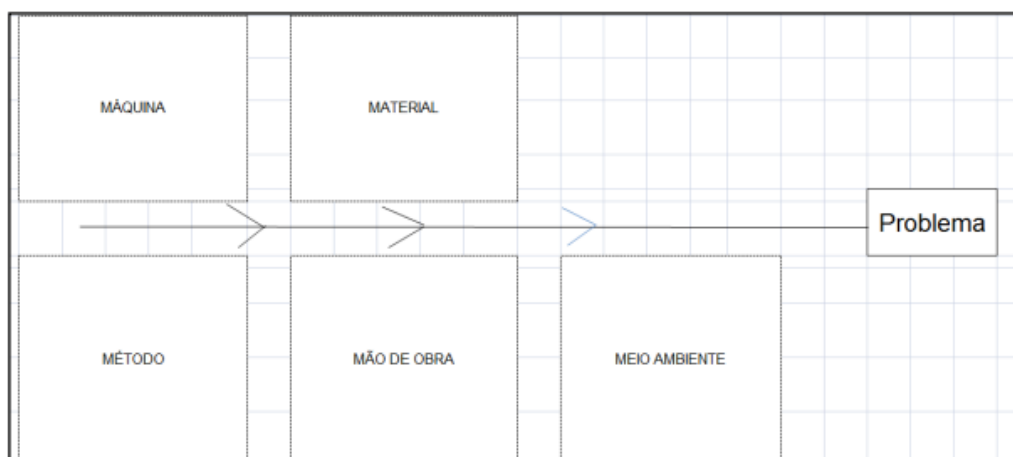 MÁQUINA
MATERIAL
Problema
MÉTODO
MÃO DE OBRA
MEIO AMBIENTE